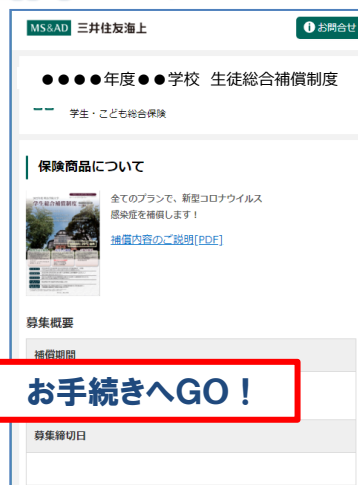 MS&AD 三井住友海上
お問合せ
●●●●年度●●学校 生徒総合補償制度
学生・こども総合保険
保険商品について
全てのプランで、新型コロナウイルス
感染症を補償します！
補償内容のご説明[PDF]
募集概要
補償期間
お手続きへGO！
募集締切日